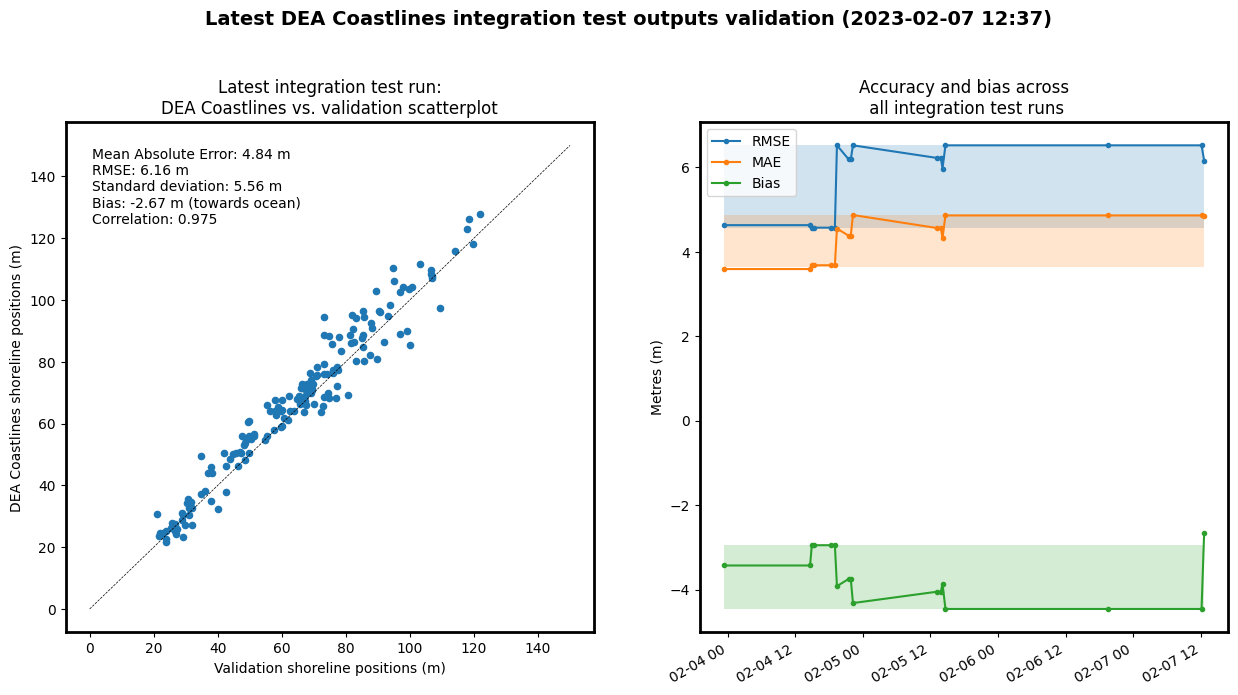 Latest DEA Coastlines integration test outputs validation (2023-02-07 12:37)
Latest integration test run:
DEA Coastlines vs. validation scatterplot
Mean Absolute Error: 4.84 m
RMSE: 6.16 m
Standard deviation: 5.56 m
Bias: -2.67 m (towards ocean)
Correlation: 0.975
DEA Coastlines shoreline positions (m)
140
120
100
80
60
40
20
0
0 20 40 60 80 100 120 140
Validation shoreline positions (m)
Accuracy and bias across
all integration test runs
RMSE
MAE
Bias
Metres (m)
6
4
2
0
−2
−4
02-04 00 02-04 12 02-05 00 02-05 12 02-06 00 02-06 12 02-07 00 02-07 12